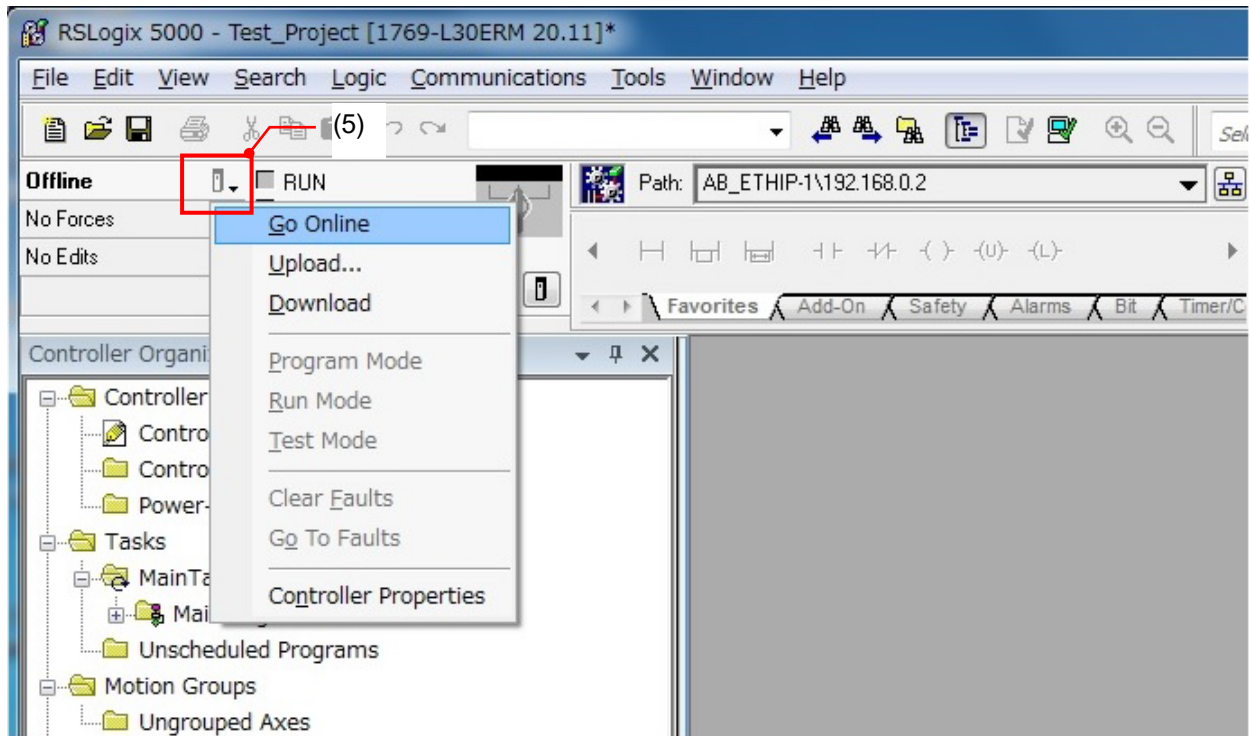 RSLogix 5000 - Test_Project [1769-L30ERM 20.11]*
File Edit View Search Logic Communications Tools Window Help
(5)
Offline RUN Path: AB_ETHIP-1\192.168.0.2
No Forces
No Edits
Go Online
Upload...
Download
Program Mode
Run Mode
Test Mode
Clear Faults
Go To Faults
Controller Properties
Favorites Add-On Safety Alarms Bit Timer/C
Controller Organi
Controller
Contro
Contro
Power-
Tasks
MainTa
Mai
Unscheduled Programs
Motion Groups
Ungrouped Axes